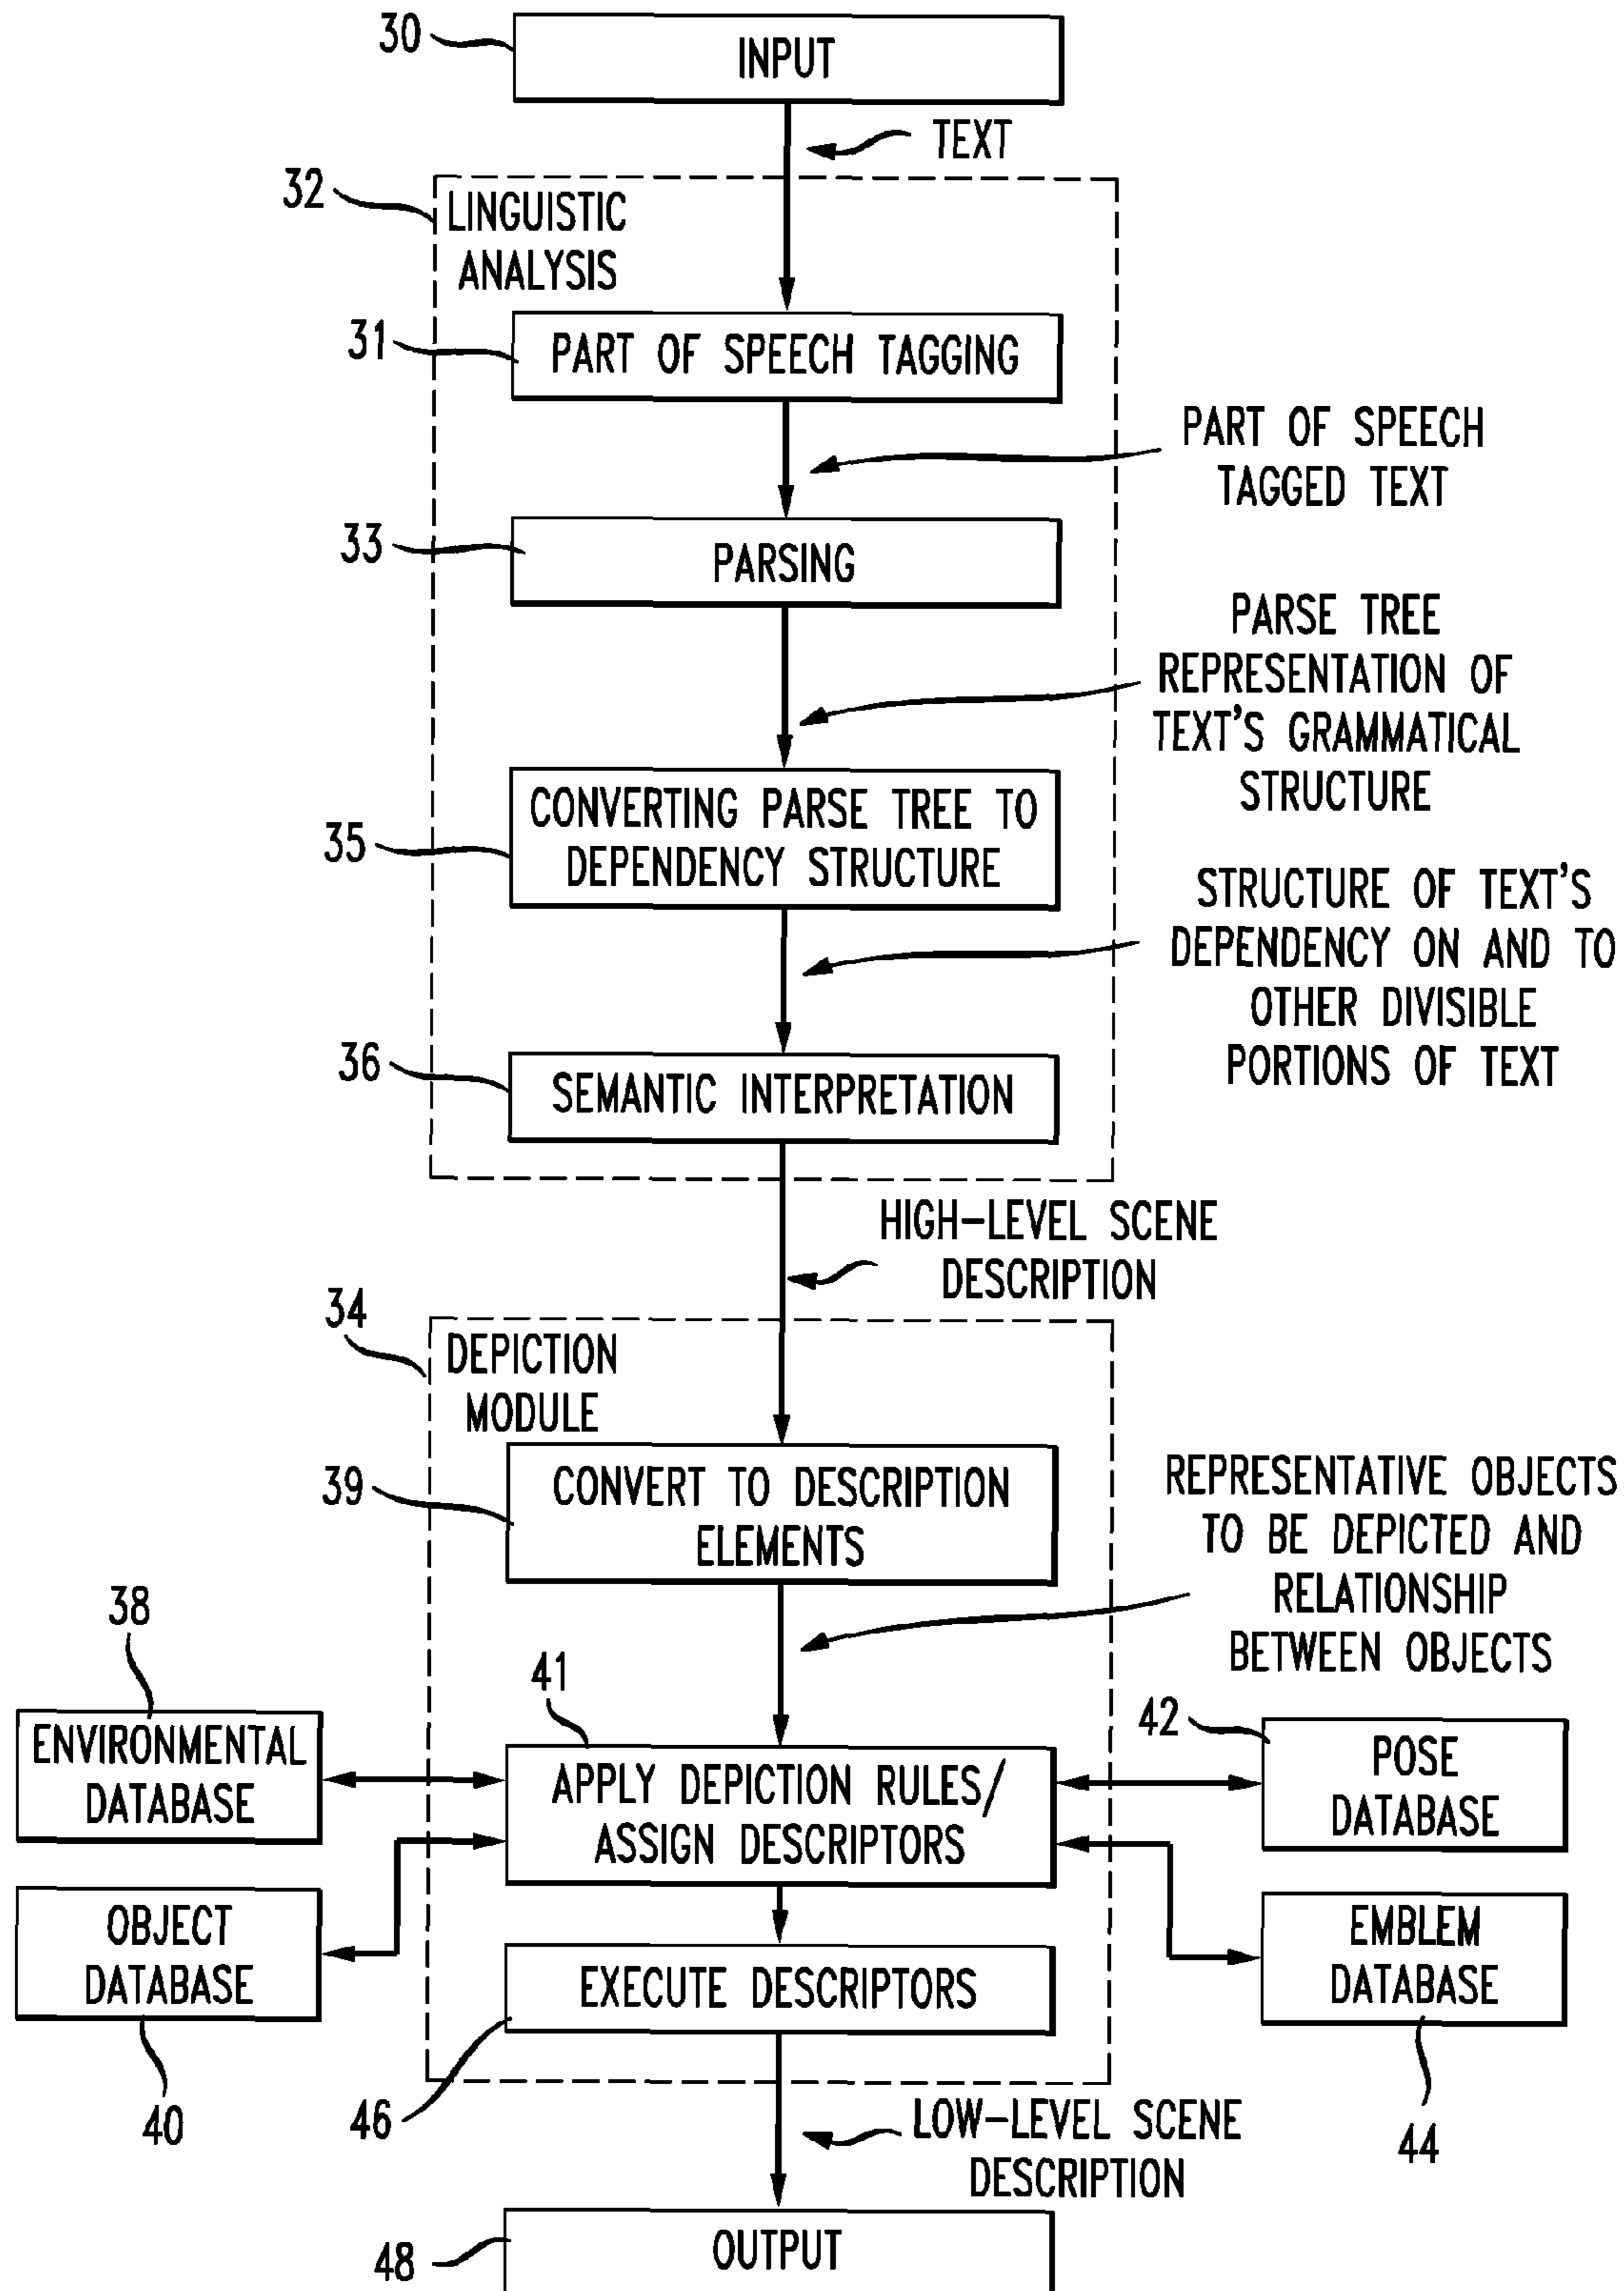 30
INPUT
TEXT
32
LINGUISTIC
ANALYSIS
31
PART OF SPEECH TAGGING
PART OF SPEECH
TAGGED TEXT
33
PARSING
PARSE TREE
REPRESENTATION OF
TEXT'S GRAMMATICAL
STRUCTURE
35
CONVERTING PARSE TREE TO
DEPENDENCY STRUCTURE
STRUCTURE OF TEXT'S
DEPENDENCY ON AND TO
OTHER DIVISIBLE
PORTIONS OF TEXT
36
SEMANTIC INTERPRETATION
HIGH-LEVEL SCENE
DESCRIPTION
34
DEPICTION
MODULE
39
CONVERT TO DESCRIPTION
ELEMENTS
REPRESENTATIVE OBJECTS
TO BE DEPICTED AND
RELATIONSHIP
BETWEEN OBJECTS
38
ENVIRONMENTAL
DATABASE
41
APPLY DEPICTION RULES/
ASSIGN DESCRIPTORS
42
POSE
DATABASE
OBJECT
DATABASE
40
EXECUTE DESCRIPTORS
46
EMBLEM
DATABASE
44
LOW-LEVEL SCENE
DESCRIPTION
48
OUTPUT